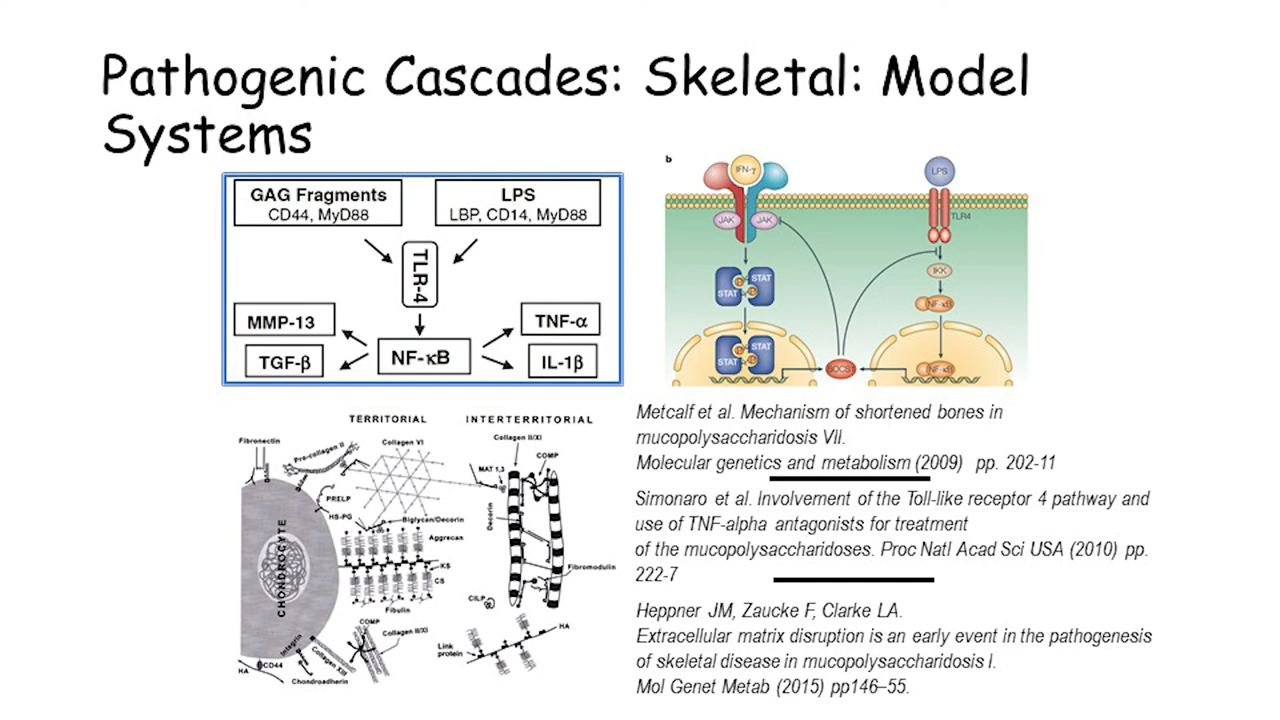 Pathogenic Cascades: Skeletal: Model
Systems
GAG Fragments
CD44, MyD88
LPS
LBP, CD14, MyD88
TLR-4
MMP-13
TNF-α
TGF-β
NF-κB
IL-1β
b
IFN-γ
LPS
JAK
JAK
TLR4
IKK
STAT
STAT
NF-κB
STAT
STAT
SOCS1
NF-κB
TERRITORIAL
INTERTERRITORIAL
Fibronectin
Pro-collagen II
Collagen VI
Collagen II/XI
COMP
MAT 1,3
PRELP
HS-PG
Biglycan/Decorin
Decorin
Aggrecan
CHONDROCYTE
KS
CS
Fibromodulin
Fibulin
CILP
COMP
Collagen II/XI
HA
Link
protein
Integrin
Collagen XII
CD44
HA
Chondroadherin
Metcalf et al. Mechanism of shortened bones in
mucopolysaccharidosis VII.
Molecular genetics and metabolism (2009) pp. 202-11
Simonaro et al. Involvement of the Toll-like receptor 4 pathway and
use of TNF-alpha antagonists for treatment
of the mucopolysaccharidoses. Proc Natl Acad Sci USA (2010) pp.
222-7
Heppner JM, Zaucke F, Clarke LA.
Extracellular matrix disruption is an early event in the pathogenesis
of skeletal disease in mucopolysaccharidosis I.
Mol Genet Metab (2015) pp146–55.